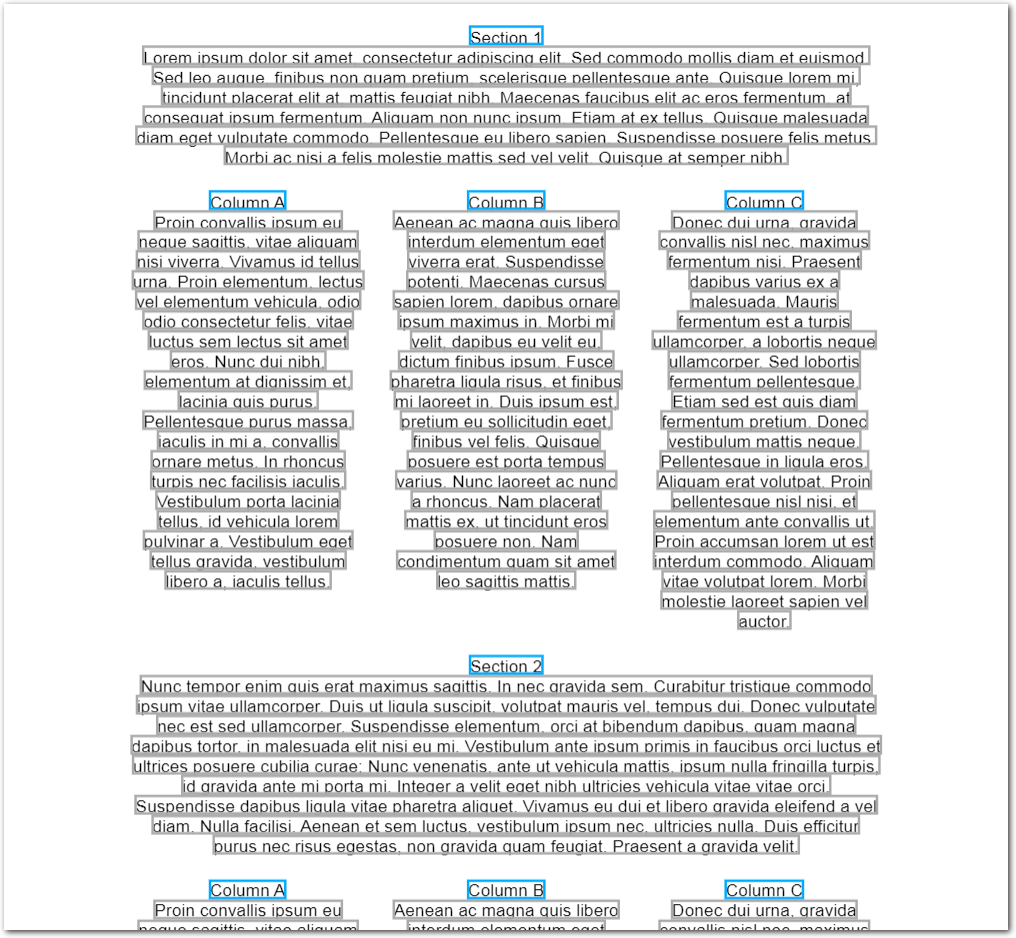 Section 1
Lorem ipsum dolor sit amet, consectetur adipiscing elit. Sed commodo mollis diam et euismod.
Sed leo augue, finibus non quam pretium, scelerisque pellentesque ante. Quisque lorem mi,
tincidunt placerat elit at, mattis feugiat nibh. Maecenas faucibus elit ac eros fermentum, at
consequat ipsum fermentum. Aliquam non nunc ipsum. Etiam at ex tellus. Quisque malesuada
diam eget vulputate commodo. Pellentesque eu libero sapien. Suspendisse posuere felis metus.
Morbi ac nisi a felis molestie mattis sed vel velit. Quisque at semper nibh.
Column A
Proin convallis ipsum eu
neque sagittis, vitae aliquam
nisi viverra. Vivamus id tellus
urna. Proin elementum, lectus
vel elementum vehicula, odio
odio consectetur felis, vitae
luctus sem lectus sit amet
eros. Nunc dui nibh,
elementum at dignissim et,
lacinia quis purus.
Pellentesque purus massa,
iaculis in mi a, convallis
ornare metus. In rhoncus
turpis nec facilisis iaculis.
Vestibulum porta lacinia
tellus, id vehicula lorem
pulvinar a. Vestibulum eget
tellus gravida, vestibulum
libero a, iaculis tellus.
Column B
Aenean ac magna quis libero
interdum elementum eget
viverra erat. Suspendisse
potenti. Maecenas cursus
sapien lorem, dapibus ornare
ipsum maximus in. Morbi mi
velit, dapibus eu velit eu,
dictum finibus ipsum. Fusce
pharetra ligula risus, et finibus
mi laoreet in. Duis ipsum est,
pretium eu sollicitudin eget,
finibus vel felis. Quisque
posuere est porta tempus
varius. Nunc laoreet ac nunc
a rhoncus. Nam placerat
mattis ex, ut tincidunt eros
posuere non. Nam
condimentum quam sit amet
leo sagittis mattis.
Column C
Donec dui urna, gravida
convallis nisl nec, maximus
fermentum nisi. Praesent
dapibus varius ex a
malesuada. Mauris
fermentum est a turpis
ullamcorper, a lobortis neque
ullamcorper. Sed lobortis
fermentum pellentesque.
Etiam sed est quis diam
fermentum pretium. Donec
vestibulum mattis neque.
Pellentesque in ligula eros.
Aliquam erat volutpat. Proin
pellentesque nisl nisi, et
elementum ante convallis ut.
Proin accumsan lorem ut est
interdum commodo. Aliquam
vitae volutpat lorem. Morbi
molestie laoreet sapien vel
auctor.
Section 2
Nunc tempor enim quis erat maximus sagittis. In nec gravida sem. Curabitur tristique commodo
ipsum vitae ullamcorper. Duis ut ligula suscipit, volutpat mauris vel, tempus dui. Donec vulputate
nec est sed ullamcorper. Suspendisse elementum, orci at bibendum dapibus, quam magna
dapibus tortor, in malesuada elit nisi eu mi. Vestibulum ante ipsum primis in faucibus orci luctus et
ultrices posuere cubilia curae; Nunc venenatis, ante ut vehicula mattis, ipsum nulla fringilla turpis,
id gravida ante mi porta mi. Integer a velit eget nibh ultricies vehicula vitae vitae orci.
Suspendisse dapibus ligula vitae pharetra aliquet. Vivamus eu dui et libero gravida eleifend a vel
diam. Nulla facilisi. Aenean et sem luctus, vestibulum ipsum nec, ultricies nulla. Duis efficitur
purus nec risus egestas, non gravida quam feugiat. Praesent a gravida velit.
Column A
Proin convallis ipsum eu
neque sagittis, vitae aliquam
Column B
Aenean ac magna quis libero
interdum elementum eget
Column C
Donec dui urna, gravida
convallis nisl nec, maximus